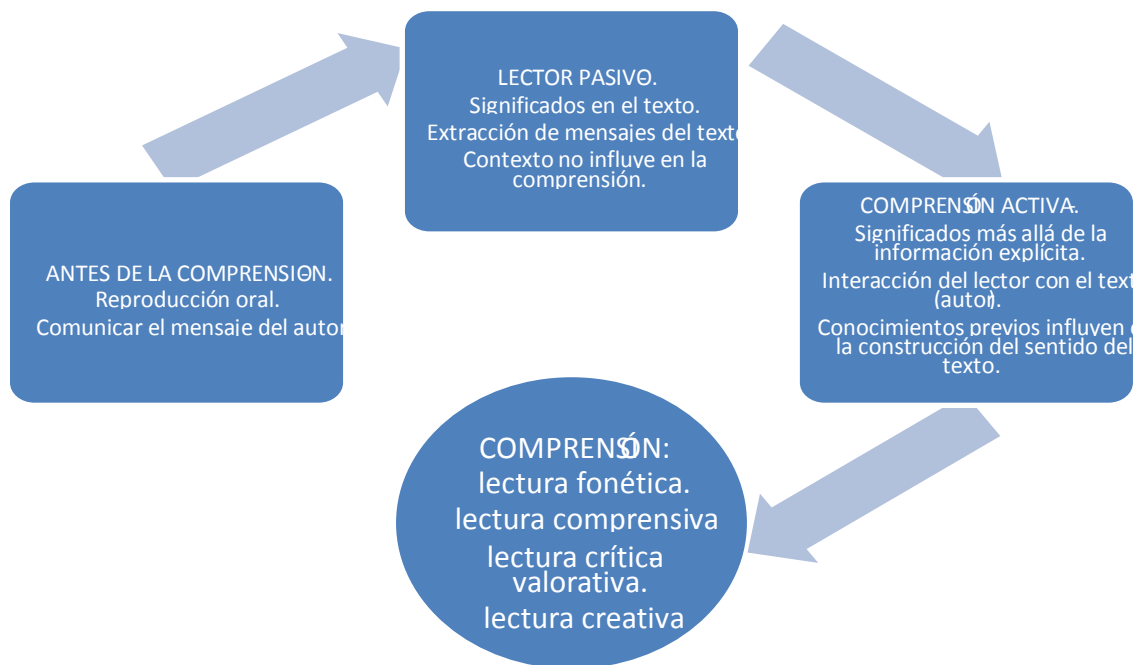 ANTES DE LA COMPRENSIÓN.
Reproducción oral.
Comunicar el mensaje del autor
LECTOR PASIVO.
Significados en el texto.
Extracción de mensajes del texto
Contexto no influye en la
comprensión.
COMPRENSIÓN ACTIVA.
Significados más allá de la
información explícita.
Interacción del lector con el text
(autor).
Conocimientos previos influyen e
la construcción del sentido del
texto.
COMPRENSIÓN:
lectura fonética.
lectura comprensiva
lectura crítica
valorativa.
lectura creativa